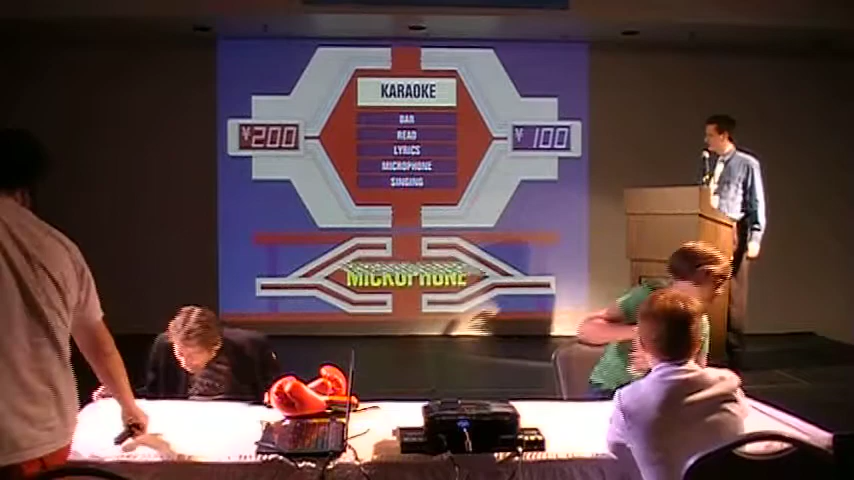 KARAOKE
BAR
READ
LYRICS
MICROPHONE
SINGING
¥200
¥100
MICROPHONE